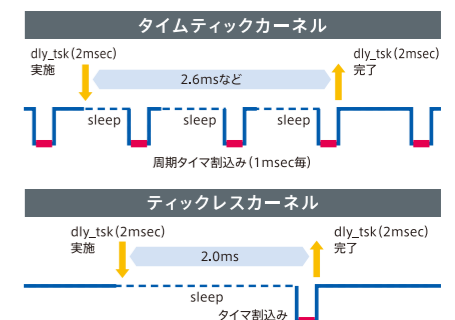 タイムティックカーネル
dly_tsk(2msec)
実施
dly_tsk(2msec)
完了
2.6msなど
sleep
sleep
sleep
周期タイマ割込み(1msec毎)
ティックレスカーネル
dly_tsk(2msec)
実施
dly_tsk(2msec)
完了
2.0ms
sleep
タイマ割込み